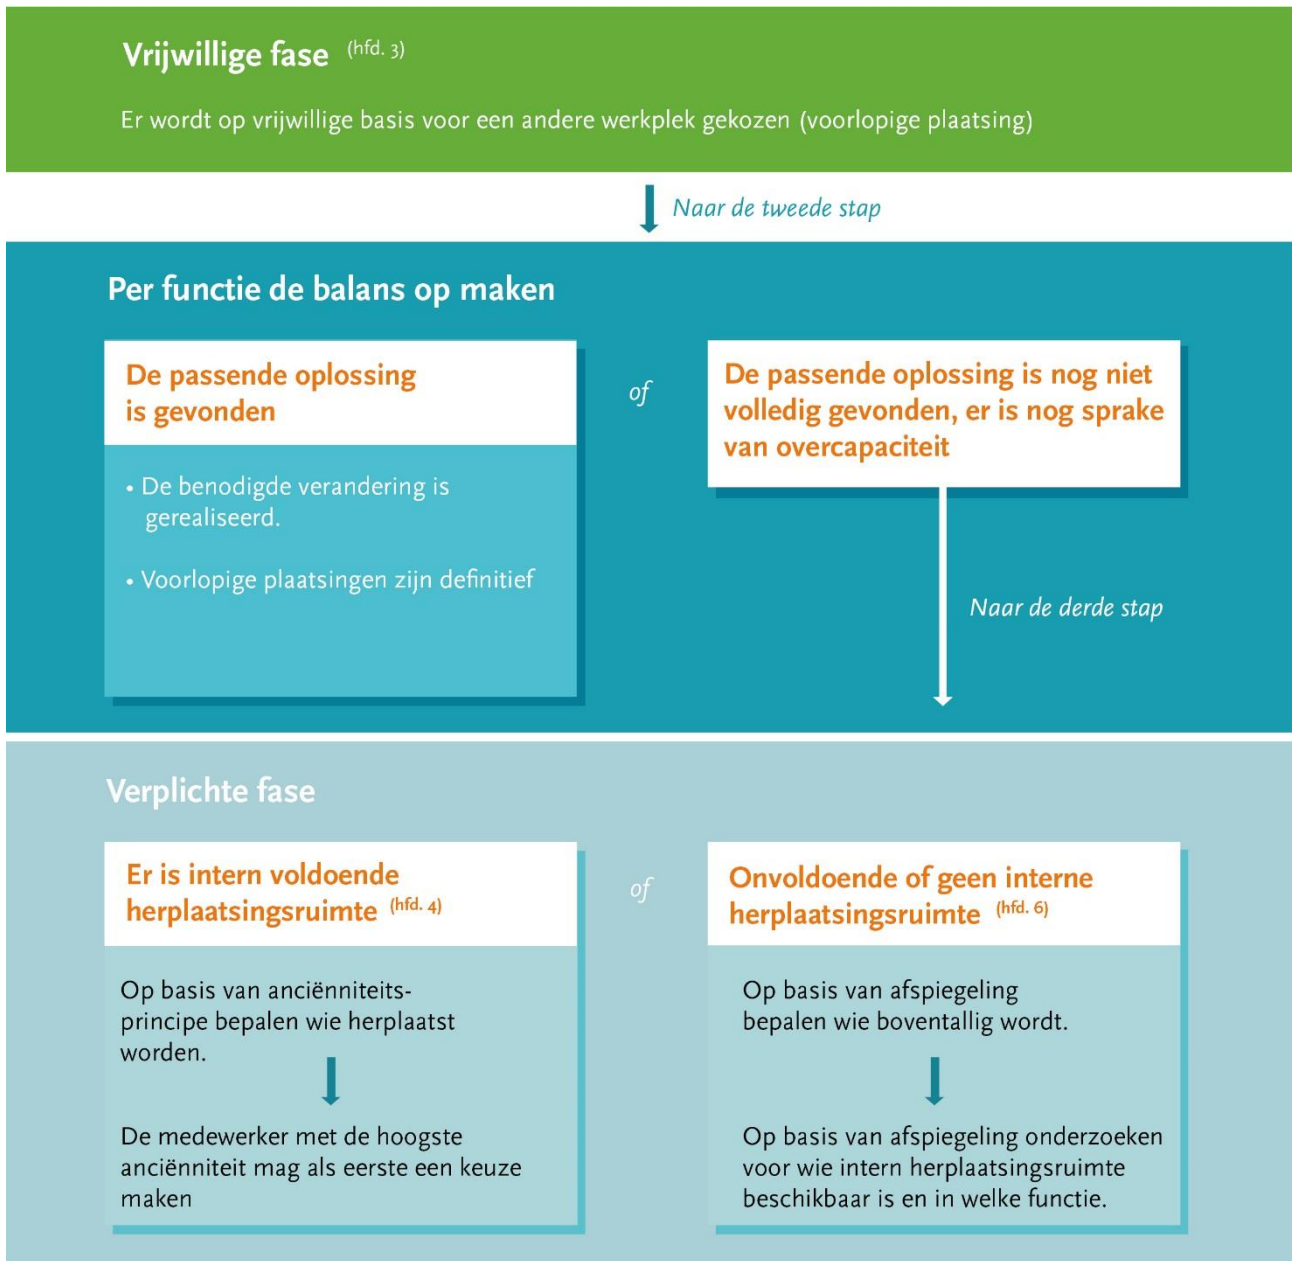 Vrijwillige fase (hfd. 3)
Er wordt op vrijwillige basis voor een andere werkplek gekozen (voorlopige plaatsing)
Naar de tweede stap
Per functie de balans op maken
De passende oplossing
is gevonden
• De benodigde verandering is
gerealiseerd.
• Voorlopige plaatsingen zijn definitief
of
De passende oplossing is nog niet
volledig gevonden, er is nog sprake
van overcapaciteit
Naar de derde stap
Verplichte fase
Er is intern voldoende
herplaatsingsruimte (hfd. 4)
Op basis van anciënniteits-
principe bepalen wie herplaatst
worden.
De medewerker met de hoogste
anciënniteit mag als eerste een keuze
maken
of
Onvoldoende of geen interne
herplaatsingsruimte (hfd. 6)
Op basis van afspiegeling
bepalen wie boventallig wordt.
Op basis van afspiegeling onderzoeken
voor wie intern herplaatsingsruimte
beschikbaar is en in welke functie.